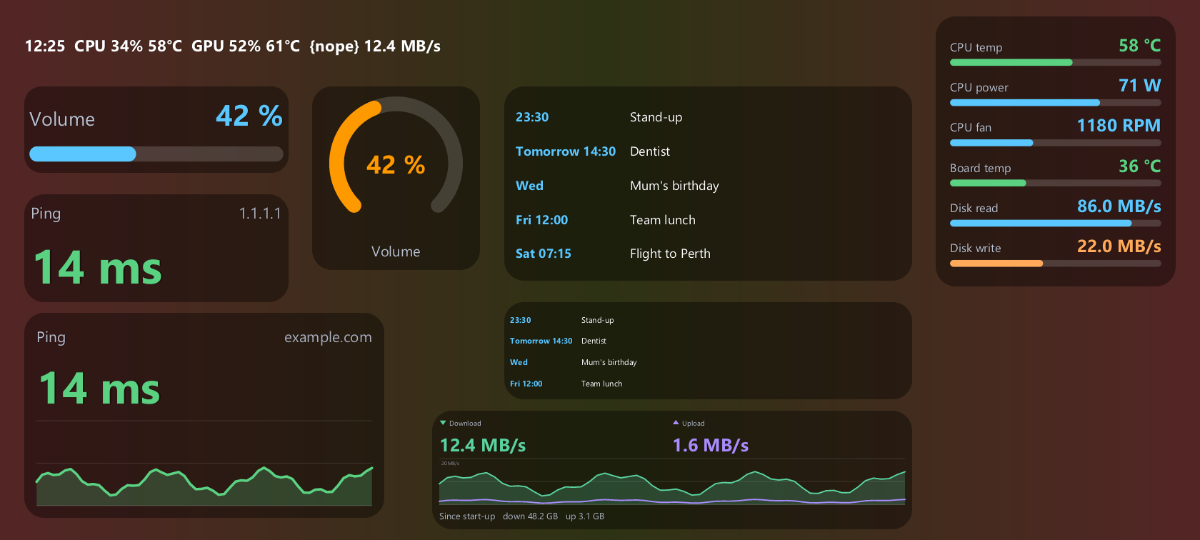 12:25 CPU 34% 58°C GPU 52% 61°C {nope} 12.4 MB/s
Volume 42 %
Ping 1.1.1.1
14 ms
Ping example.com
14 ms
42 %
Volume
23:30 Stand-up
Tomorrow 14:30 Dentist
Wed Mum's birthday
Fri 12:00 Team lunch
Sat 07:15 Flight to Perth
23:30 Stand-up
Tomorrow 14:30 Dentist
Wed Mum's birthday
Fri 12:00 Team lunch
Download Upload
12.4 MB/s 1.6 MB/s
20 MB/s
Since start-up down 48.2 GB up 3.1 GB
CPU temp 58 °C
CPU power 71 W
CPU fan 1180 RPM
Board temp 36 °C
Disk read 86.0 MB/s
Disk write 22.0 MB/s